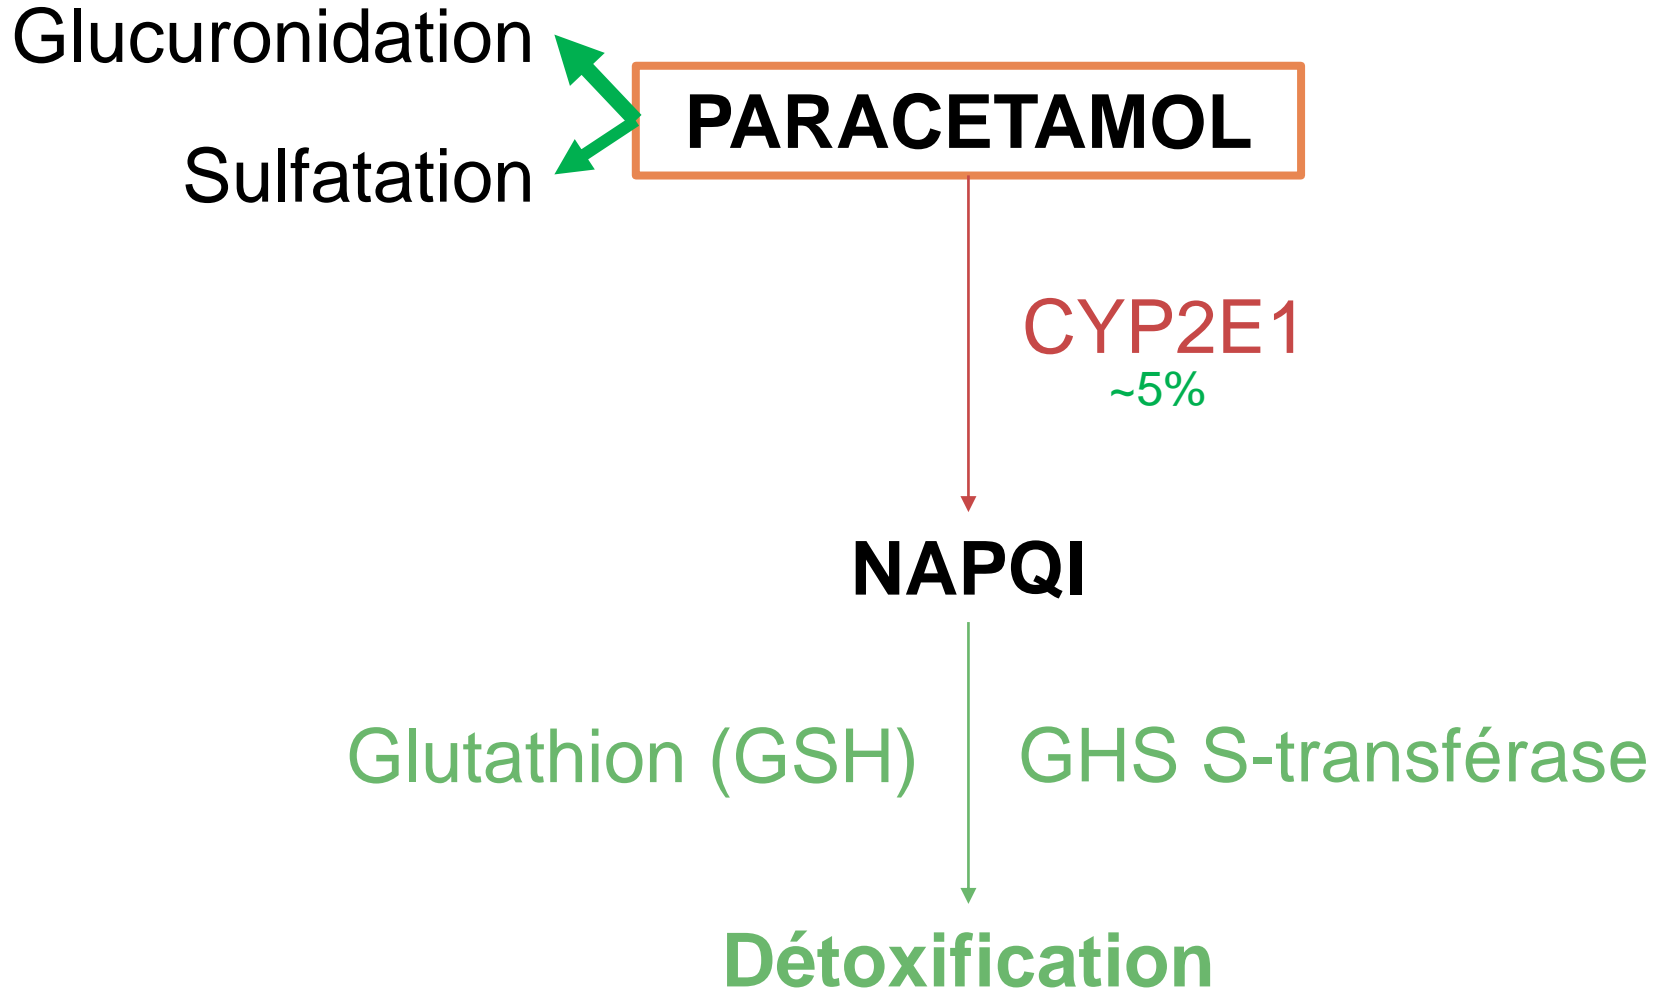 Glucuronidation
PARACETAMOL
Sulfatation
CYP2E1
~5%
NAPQI
Glutathion (GSH)
GHS S-transférase
Détoxification